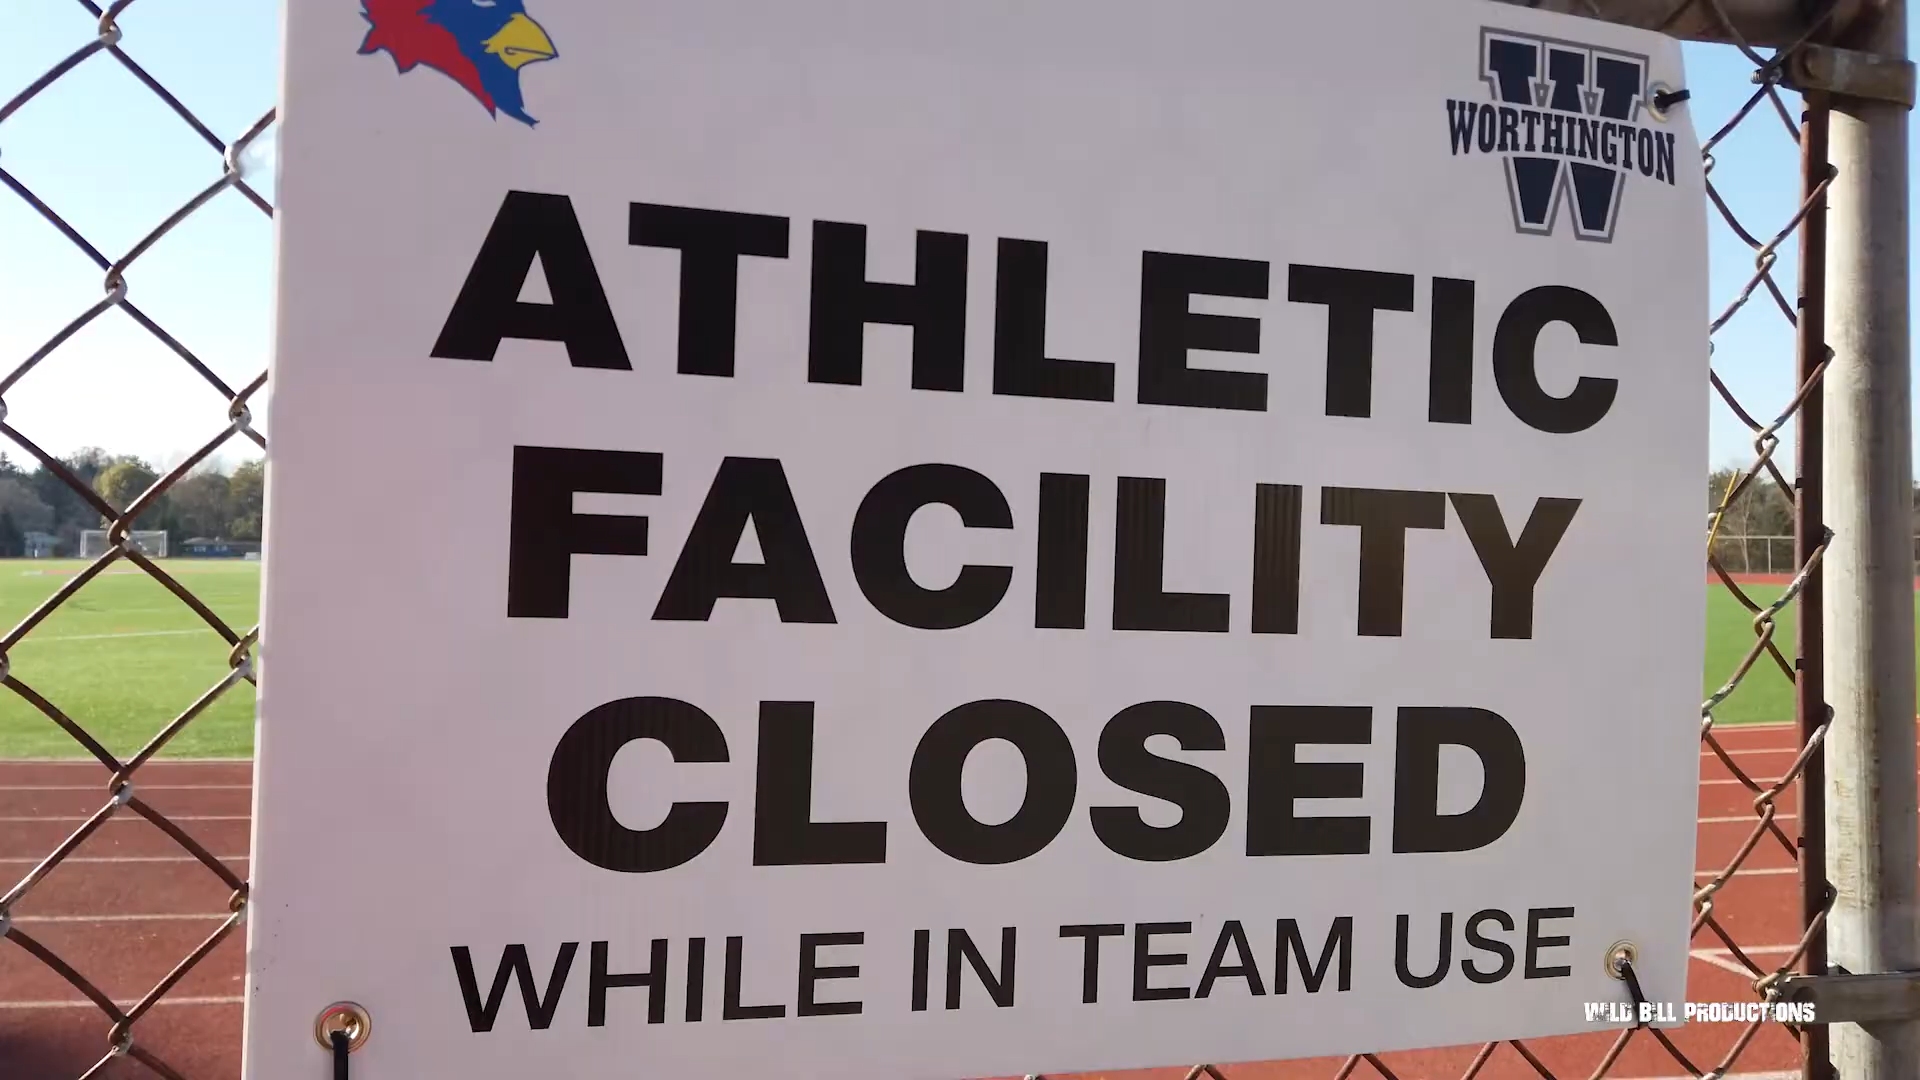 WORTHINGTON
ATHLETIC
FACILITY
CLOSED
WHILE IN TEAM USE
WILD BILL PRODUCTIONS